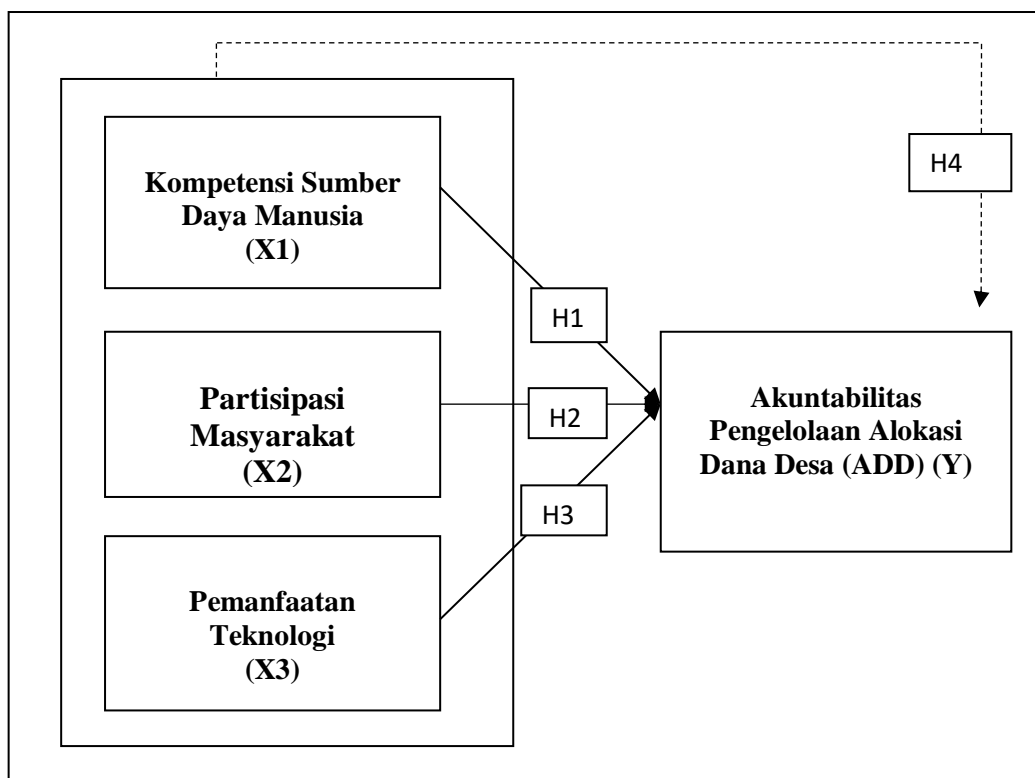 Kompetensi Sumber
Daya Manusia
(X1)
H4
H1
Partisipasi
Masyarakat
(X2)
H2
Akuntabilitas
Pengelolaan Alokasi
Dana Desa (ADD) (Y)
H3
Pemanfaatan
Teknologi
(X3)